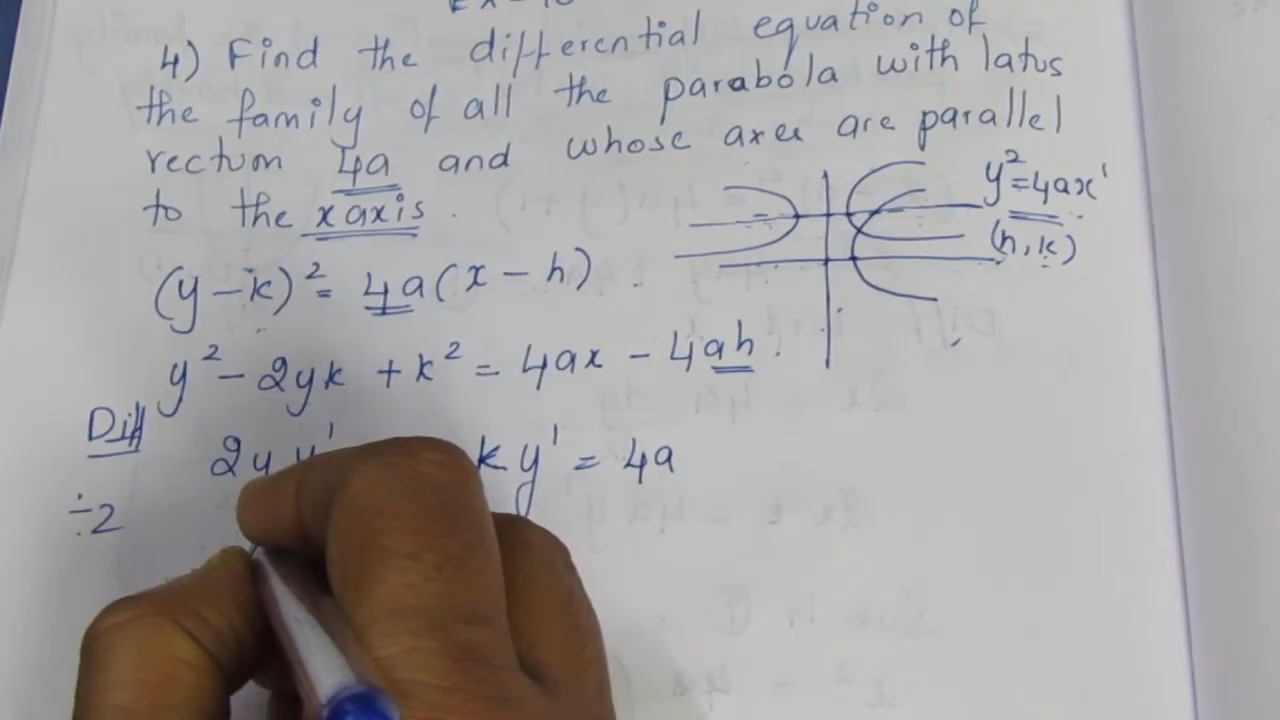 4) Find the differential equation of
the family of all the parabola with latus
rectum 4a and whose axes are parallel
to the x axis.
y² = 4ax'
(h, k)
(y - k)² = 4a(x - h)
y² - 2yk + k² = 4ax - 4ah.
Diff
2y y' ky' = 4a
÷2